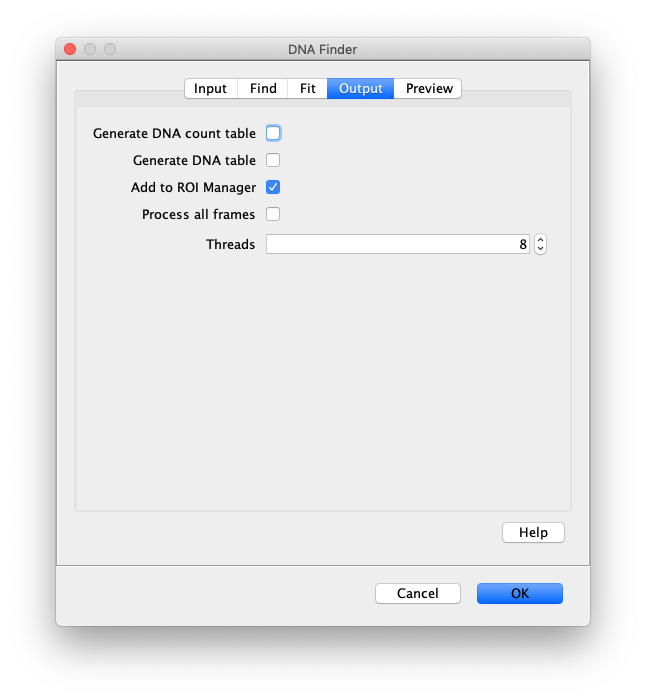 DNA Finder
Input Find Fit Output Preview
Generate DNA count table
Generate DNA table
Add to ROI Manager
Process all frames
Threads 8
Help
Cancel OK